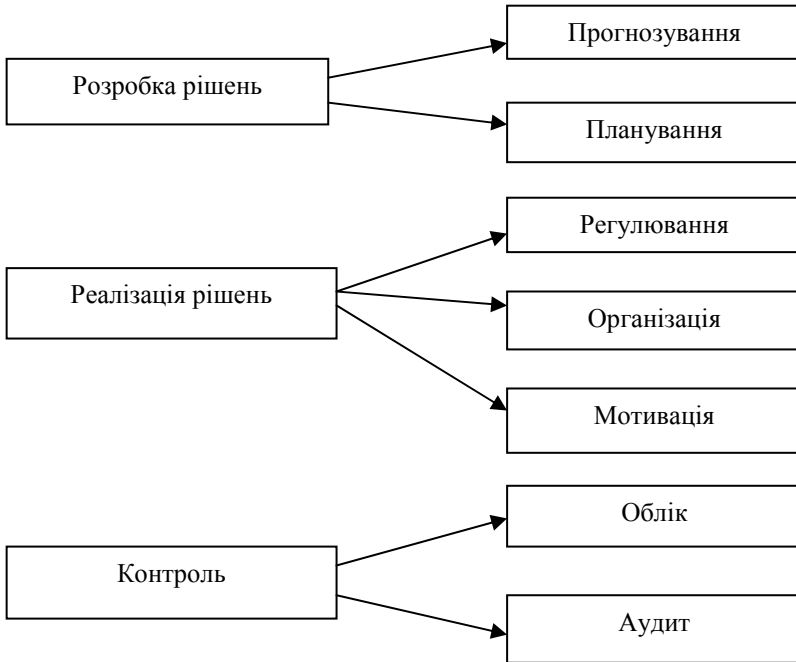 Прогнозування
Розробка рішень
Планування
Регулювання
Реалізація рішень
Організація
Мотивація
Облік
Контроль
Аудит